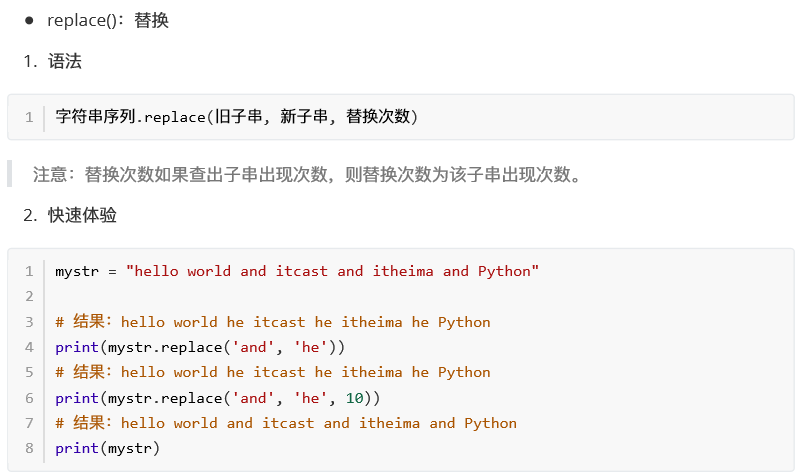 ● replace()：替换
1. 语法
1 字符串序列.replace(旧子串, 新子串, 替换次数)
注意：替换次数如果查出子串出现次数，则替换次数为该子串出现次数。
2. 快速体验
1 mystr = "hello world and itcast and itheima and Python"
2
3 # 结果：hello world he itcast he itheima he Python
4 print(mystr.replace('and', 'he'))
5 # 结果：hello world he itcast he itheima he Python
6 print(mystr.replace('and', 'he', 10))
7 # 结果：hello world and itcast and itheima and Python
8 print(mystr)